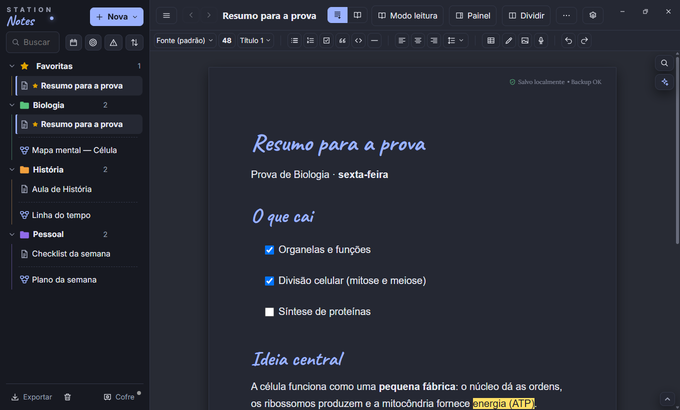 STATION
Notes
+ Nova
Buscar
Favoritas 1
Resumo para a prova
Biologia 2
Resumo para a prova
Mapa mental — Célula
História 2
Aula de História
Linha do tempo
Pessoal 2
Checklist da semana
Plano da semana
Exportar
Cofre
Resumo para a prova
Modo leitura
Painel
Dividir
Fonte (padrão) 48 Título 1
Salvo localmente • Backup OK
Resumo para a prova
Prova de Biologia · sexta-feira
O que cai
Organelas e funções
Divisão celular (mitose e meiose)
Síntese de proteínas
Ideia central
A célula funciona como uma pequena fábrica: o núcleo dá as ordens,
os ribossomos produzem e a mitocôndria fornece energia (ATP).